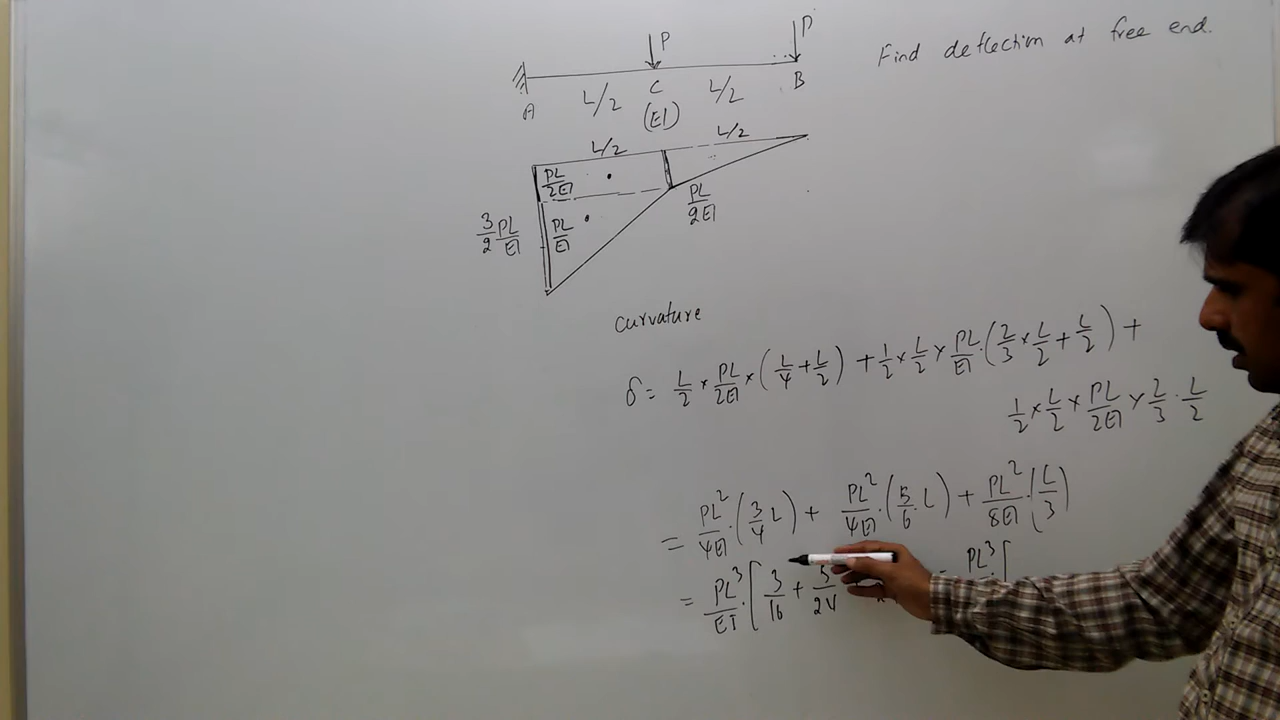 P P Find deflection at free end.
A L/2 C L/2 B
(EI)
L/2 L/2
PL/2EI
3/2 PL/EI PL/EI PL/2EI
curvature
δ = L/2 × PL/2EI × (L/4 + L/2) + 1/2 × L/2 × PL/EI · (2/3 × L/2 + L/2) +
1/2 × L/2 × PL/2EI × 2/3 · L/2
= PL²/4EI · (3/4 L) + PL²/4EI · (5/6 · L) + PL²/8EI · (L/3)
= PL³/EI · [3/16 + 5/24 = PL³ [